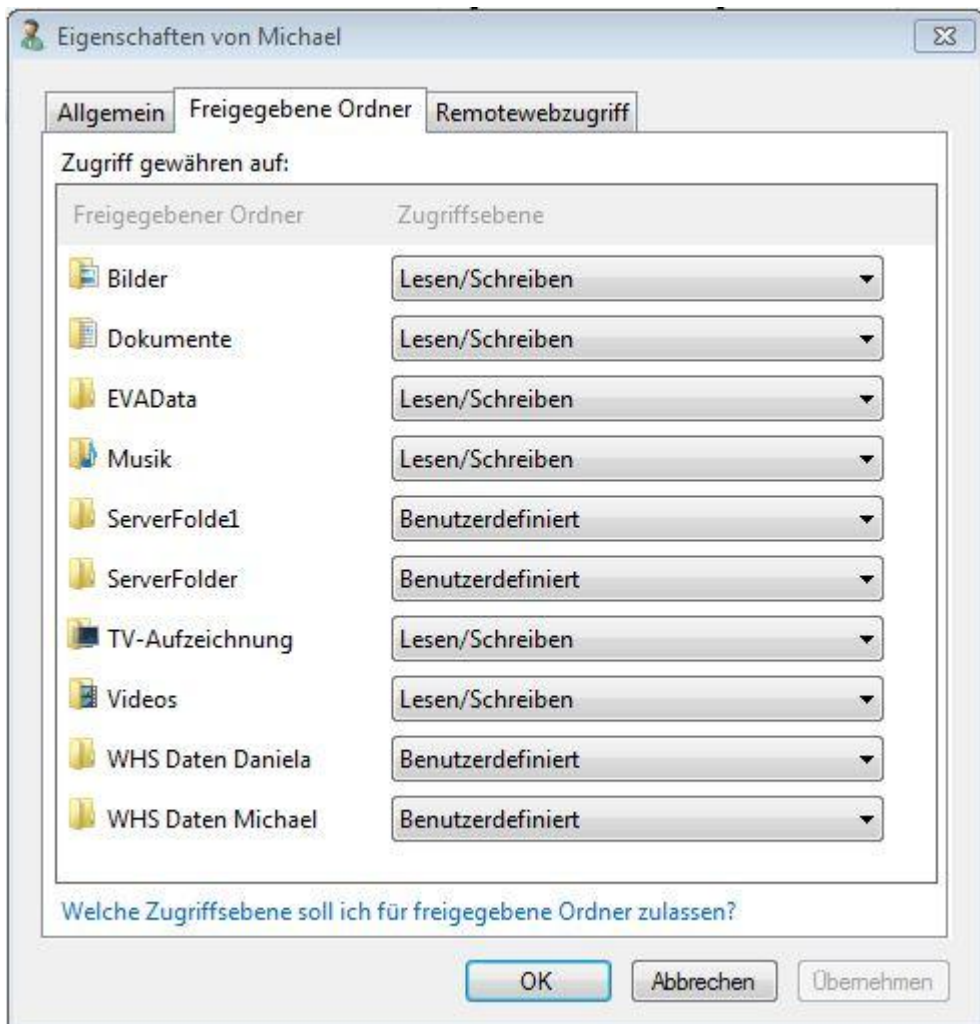 Eigenschaften von Michael
Allgemein Freigegebene Ordner Remotewebzugriff
Zugriff gewähren auf:
Freigegebener Ordner Zugriffsebene
Bilder Lesen/Schreiben
Dokumente Lesen/Schreiben
EVAData Lesen/Schreiben
Musik Lesen/Schreiben
ServerFolde1 Benutzerdefiniert
ServerFolder Benutzerdefiniert
TV-Aufzeichnung Lesen/Schreiben
Videos Lesen/Schreiben
WHS Daten Daniela Benutzerdefiniert
WHS Daten Michael Benutzerdefiniert
Welche Zugriffsebene soll ich für freigegebene Ordner zulassen?
OK Abbrechen Übernehmen